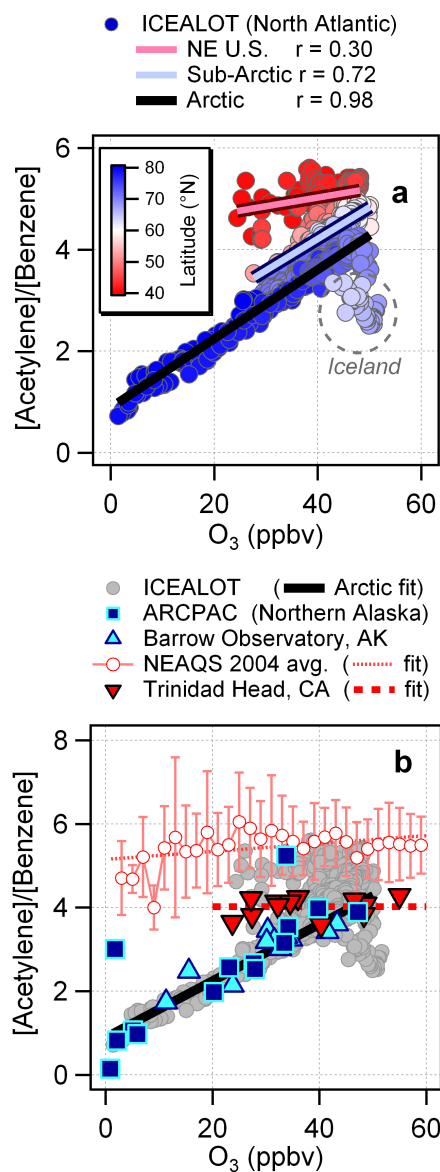 ICEALOT (North Atlantic)
NE U.S. r = 0.30
Sub-Arctic r = 0.72
Arctic r = 0.98
6
4
2
0
[Acetylene]/[Benzene]
a
80
70
60
50
40
Latitude (°N)
Iceland
0 20 40 60
O₃ (ppbv)
ICEALOT ( Arctic fit)
ARCPAC (Northern Alaska)
Barrow Observatory, AK
NEAQS 2004 avg. ( fit)
Trinidad Head, CA ( fit)
8
6
4
2
0
[Acetylene]/[Benzene]
b
0 20 40 60
O₃ (ppbv)